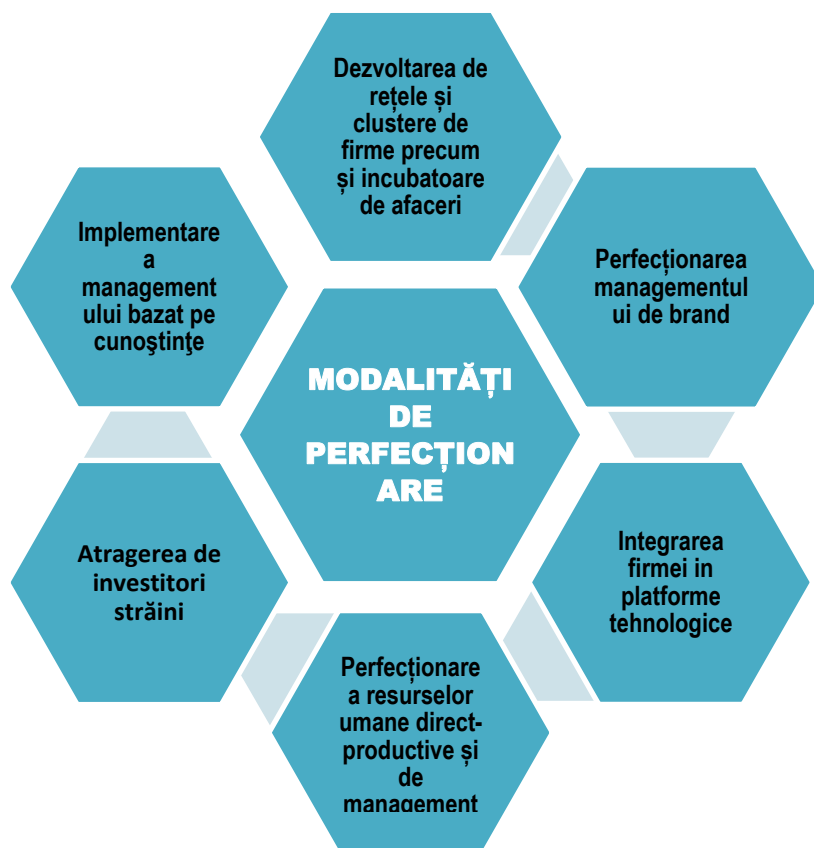 Dezvoltarea de
rețele și
clustere de
firme precum
și incubatoare
de afaceri
Implementare
a
management
ului bazat pe
cunoştinţe
Perfecționarea
managementul
ui de brand
MODALITĂȚI
DE
PERFECȚION
ARE
Atragerea de
investitori
străini
Integrarea
firmei in
platforme
tehnologice
Perfecționare
a resurselor
umane direct-
productive și
de
management